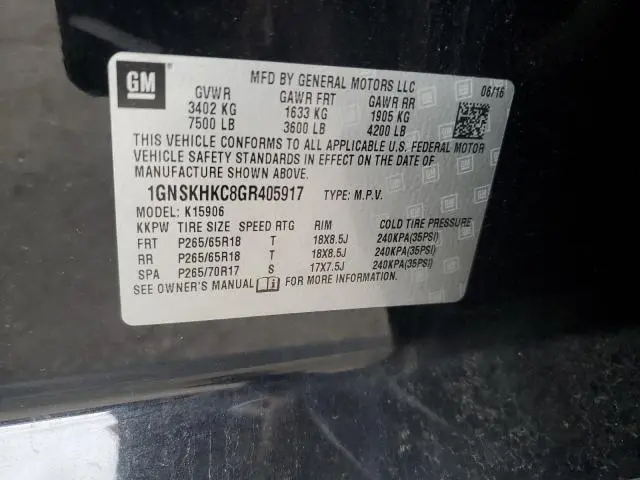 GM
MFD BY GENERAL MOTORS LLC 06/16
GVWR GAWR FRT GAWR RR
3402 KG 1633 KG 1905 KG
7500 LB 3600 LB 4200 LB
THIS VEHICLE CONFORMS TO ALL APPLICABLE U.S. FEDERAL MOTOR
VEHICLE SAFETY STANDARDS IN EFFECT ON THE DATE OF
MANUFACTURE SHOWN ABOVE.
1GNSKHKC8GR405917 TYPE: M.P.V.
MODEL: K15906
KKPW TIRE SIZE SPEED RTG RIM COLD TIRE PRESSURE
FRT P265/65R18 T 18X8.5J 240KPA(35PSI)
RR P265/65R18 T 18X8.5J 240KPA(35PSI)
SPA P265/70R17 S 17X7.5J 240KPA(35PSI)
SEE OWNER'S MANUAL FOR MORE INFORMATION.